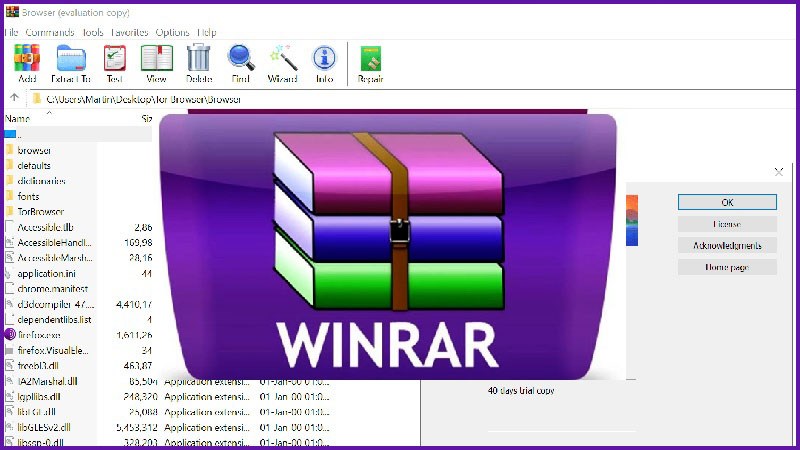 Browser (evaluation copy)
File Commands Tools Favorites Options Help
Add Extract To Test View Delete Find Wizard Info Repair
C:\Users\Martin\Desktop\Tor Browser\Browser
Name Siz
..
browser
defaults
dictionaries
fonts
TorBrowser
Accessible.tlb 2,86
AccessibleHandl... 169,98
AccessibleMarsh... 28,16
application.ini 44
chrome.manifest
d3dcompiler_47.... 4,410,17
dependentlibs.list 4
firefox.exe 1,611,26
firefox.VisualEle... 34
freebl3.dll 463,87
IA2Marshal.dll 85,504 Application extensi... 01-Jan-00 01:0...
lgpllibs.dll 248,320 Application extensi... 01-Jan-00 01:0...
libEGL.dll 25,088 Application extensi... 01-Jan-00 01:0...
libGLESv2.dll 5,453,312 Application extensi... 01-Jan-00 01:0...
libssp-0.dll 328,203 Application extensi... 01-Jan-00 01:0...
WINRAR
OK
License
Acknowledgments
Home page
40 days trial copy